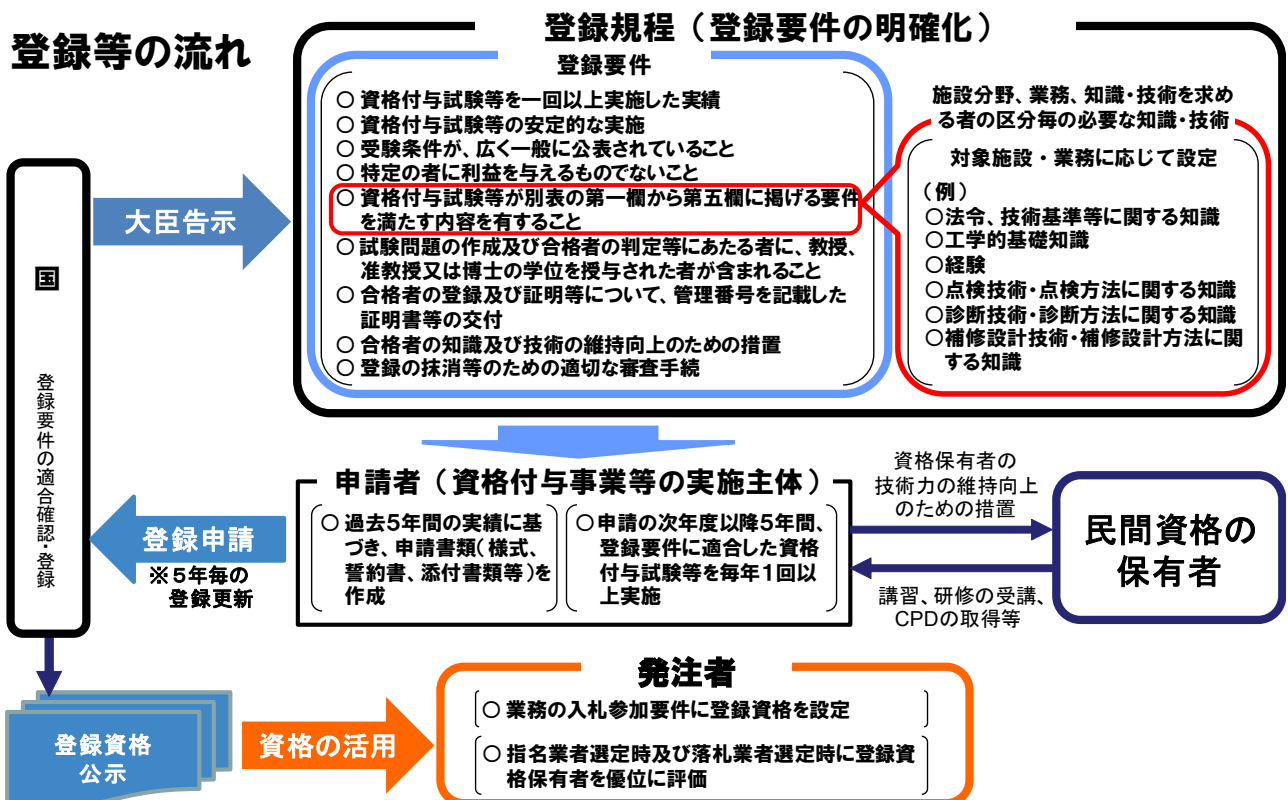 登録等の流れ
登録規程（登録要件の明確化）
登録要件
○ 資格付与試験等を一回以上実施した実績
○ 資格付与試験等の安定的な実施
○ 受験条件が、広く一般に公表されていること
○ 特定の者に利益を与えるものでないこと
○ 資格付与試験等が別表の第一欄から第五欄に掲げる要件
を満たす内容を有すること
○ 試験問題の作成及び合格者の判定等にあたる者に、教授、
准教授又は博士の学位を授与された者が含まれること
○ 合格者の登録及び証明等について、管理番号を記載した
証明書等の交付
○ 合格者の知識及び技術の維持向上のための措置
○ 登録の抹消等のための適切な審査手続
施設分野、業務、知識・技術を求め
る者の区分毎の必要な知識・技術
対象施設・業務に応じて設定
（例）
○法令、技術基準等に関する知識
○工学的基礎知識
○経験
○点検技術・点検方法に関する知識
○診断技術・診断方法に関する知識
○補修設計技術・補修設計方法に関
する知識
国
登録要件の適合確認・登録
大臣告示
登録申請
※５年毎の
登録更新
申請者（資格付与事業等の実施主体）
○ 過去５年間の実績に基
づき、申請書類（様式、
誓約書、添付書類等）を
作成
○ 申請の次年度以降５年間、
登録要件に適合した資格
付与試験等を毎年１回以
上実施
資格保有者の
技術力の維持向上
のための措置
講習、研修の受講、
CPDの取得等
民間資格の
保有者
登録資格
公示
資格の活用
発注者
○ 業務の入札参加要件に登録資格を設定
○ 指名業者選定時及び落札業者選定時に登録資
格保有者を優位に評価